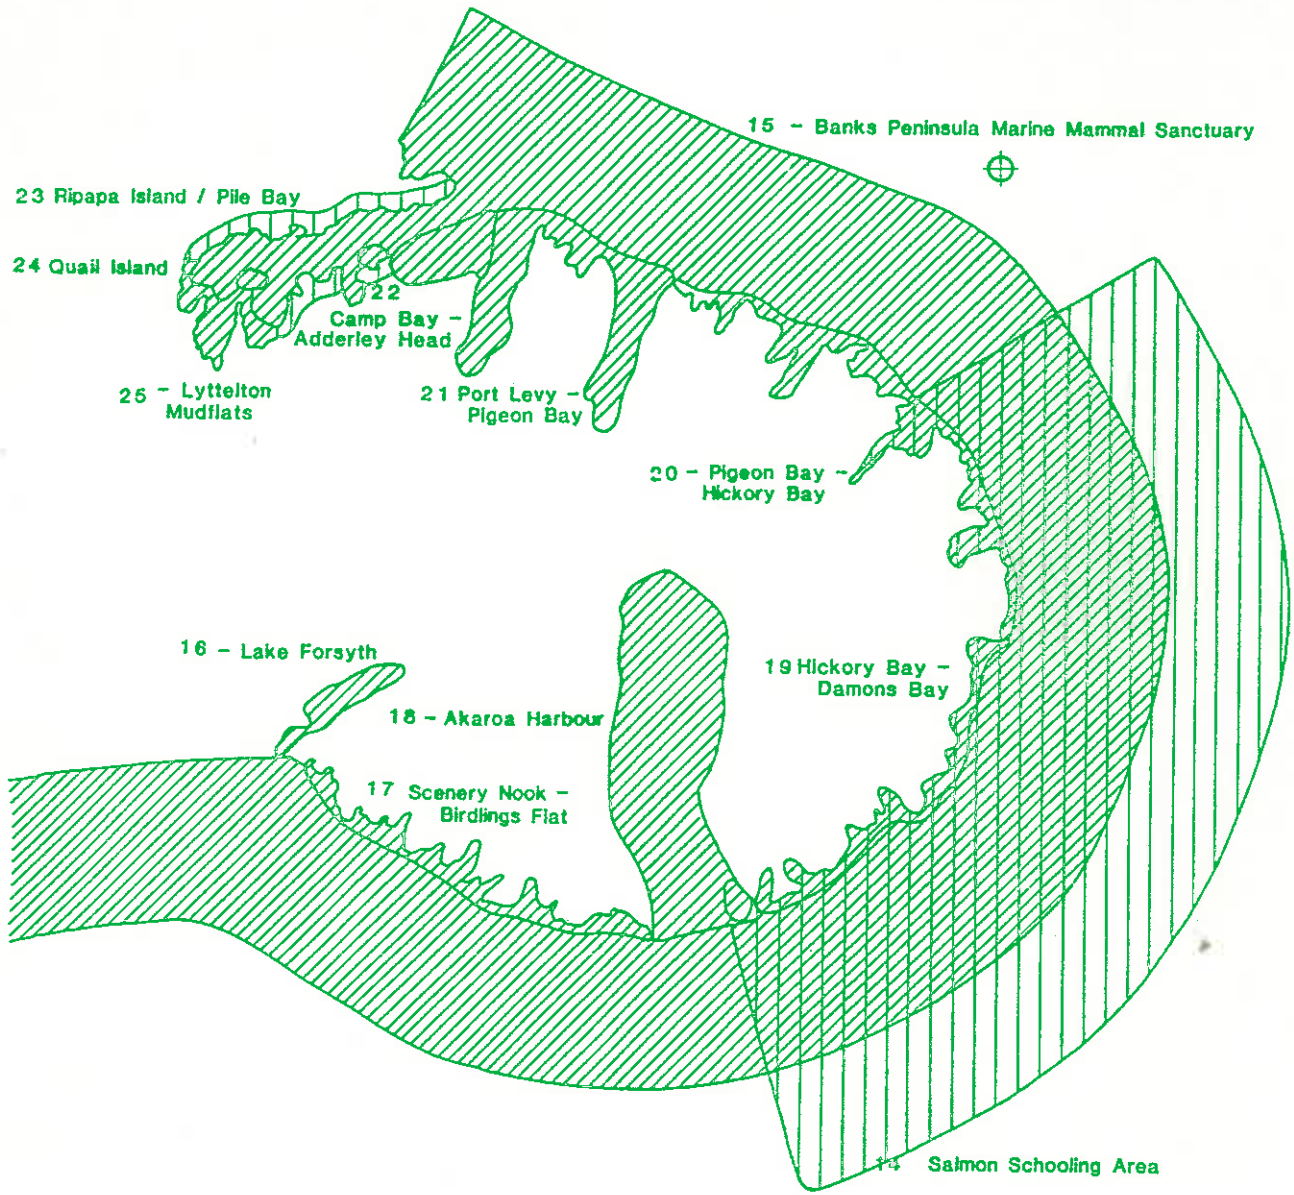 15 - Banks Peninsula Marine Mammal Sanctuary
23 Ripapa Island / Pile Bay
24 Quail Island
22
Camp Bay -
Adderley Head
25 - Lyttelton
Mudflats
21 Port Levy -
Pigeon Bay
20 - Pigeon Bay -
Hickory Bay
16 - Lake Forsyth
19 Hickory Bay -
Damons Bay
18 - Akaroa Harbour
17 Scenery Nook -
Birdlings Flat
14 Salmon Schooling Area